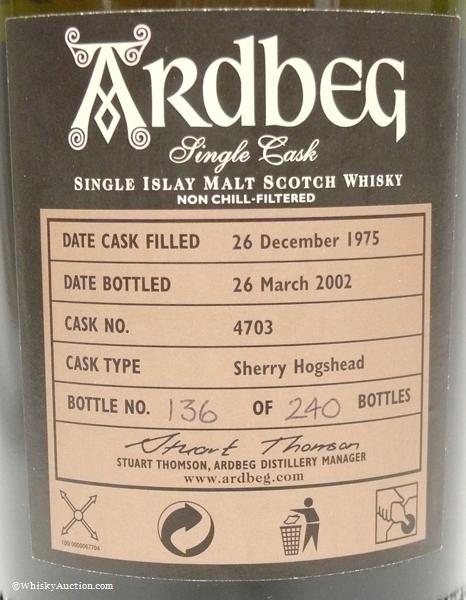 ARDBEG
Single Cask
SINGLE ISLAY MALT SCOTCH WHISKY
NON CHILL-FILTERED
DATE CASK FILLED 26 December 1975
DATE BOTTLED 26 March 2002
CASK NO. 4703
CASK TYPE Sherry Hogshead
BOTTLE NO. 136 OF 240 BOTTLES
Stuart Thomson
STUART THOMSON, ARDBEG DISTILLERY MANAGER
www.ardbeg.com
100/0000067704
©WhiskyAuction.com